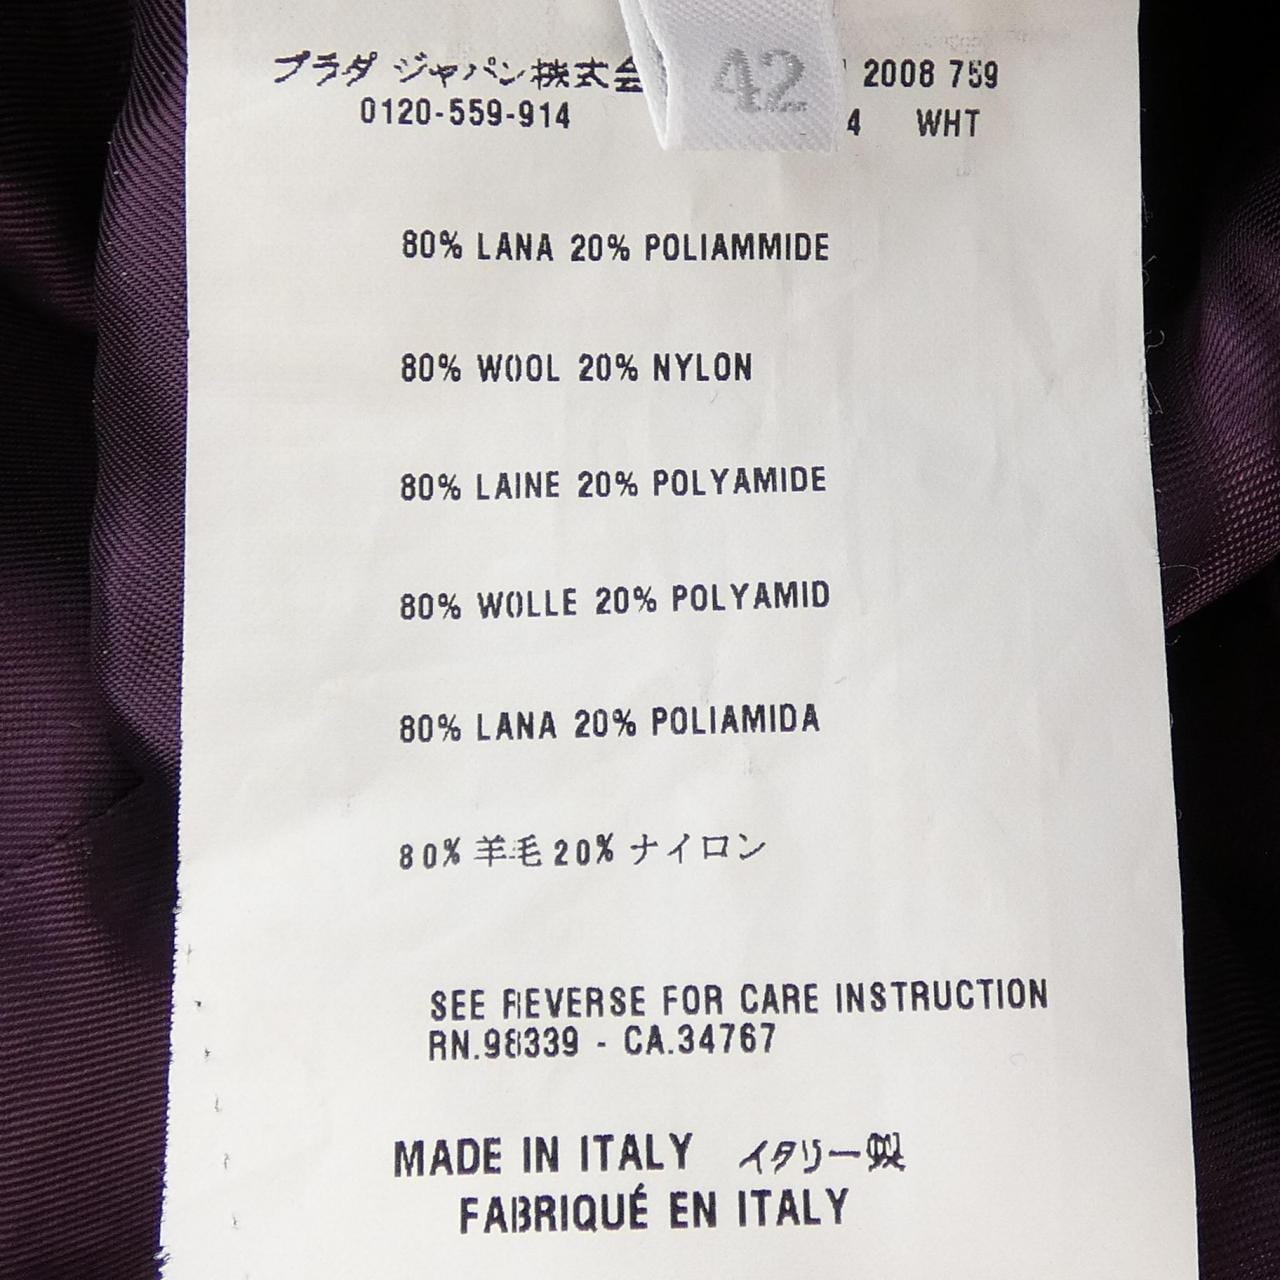 プラダ ジャパン株式会 42 2008 759
0120-559-914 4 WHT
80% LANA 20% POLIAMMIDE
80% WOOL 20% NYLON
80% LAINE 20% POLYAMIDE
80% WOLLE 20% POLYAMID
80% LANA 20% POLIAMIDA
80% 羊毛 20% ナイロン
SEE REVERSE FOR CARE INSTRUCTION
RN.98339 - CA.34767
MADE IN ITALY イタリー製
FABRIQUÉ EN ITALY